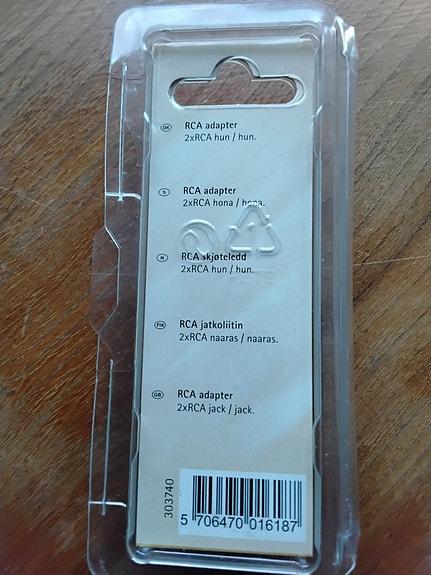 DK RCA adapter
2xRCA hun / hun.
S RCA adapter
2xRCA hona / hona.
N RCA skjøteledd
2xRCA hun / hun.
FIN RCA jatkoliitin
2xRCA naaras / naaras.
GB RCA adapter
2xRCA jack / jack.
303740
5 706470 016187